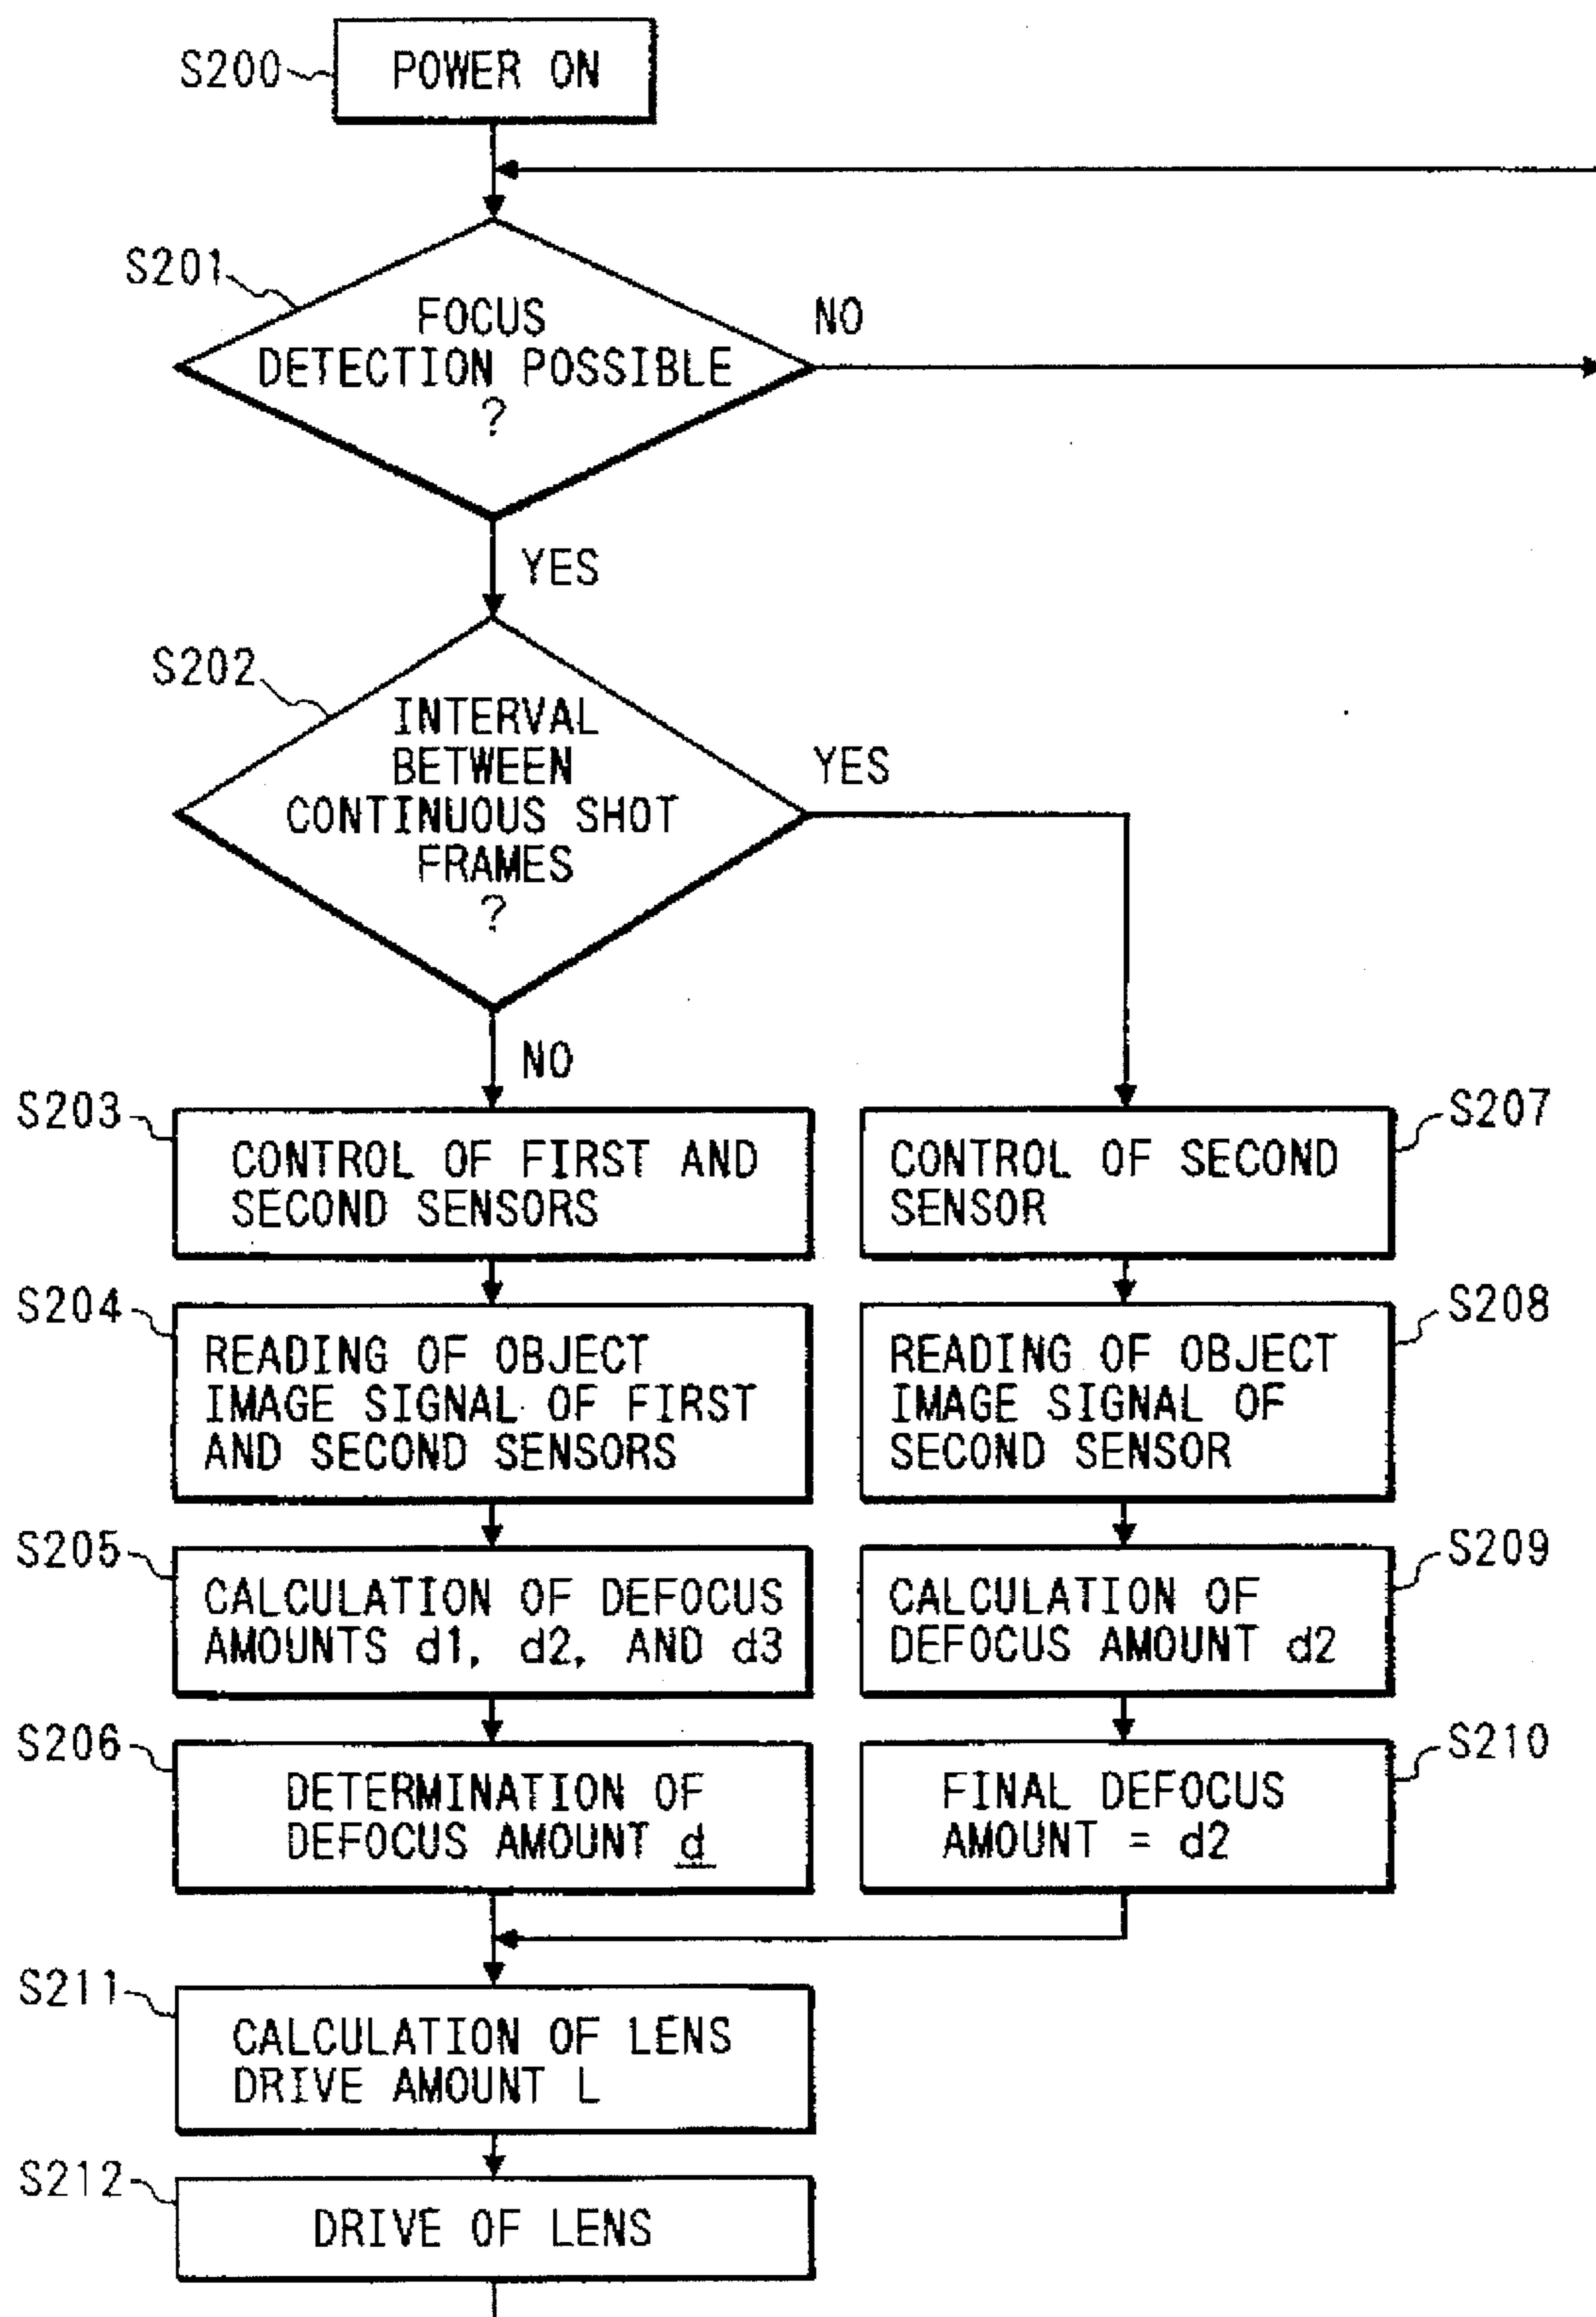 S200
POWER ON
S201
FOCUS
DETECTION POSSIBLE
?
NO
YES
S202
INTERVAL
BETWEEN
CONTINUOUS SHOT
FRAMES
?
YES
NO
S203
CONTROL OF FIRST AND
SECOND SENSORS
S204
READING OF OBJECT
IMAGE SIGNAL OF FIRST
AND SECOND SENSORS
S205
CALCULATION OF DEFOCUS
AMOUNTS d1, d2, AND d3
S206
DETERMINATION OF
DEFOCUS AMOUNT d
S207
CONTROL OF SECOND
SENSOR
S208
READING OF OBJECT
IMAGE SIGNAL OF
SECOND SENSOR
S209
CALCULATION OF
DEFOCUS AMOUNT d2
S210
FINAL DEFOCUS
AMOUNT = d2
S211
CALCULATION OF LENS
DRIVE AMOUNT L
S212
DRIVE OF LENS